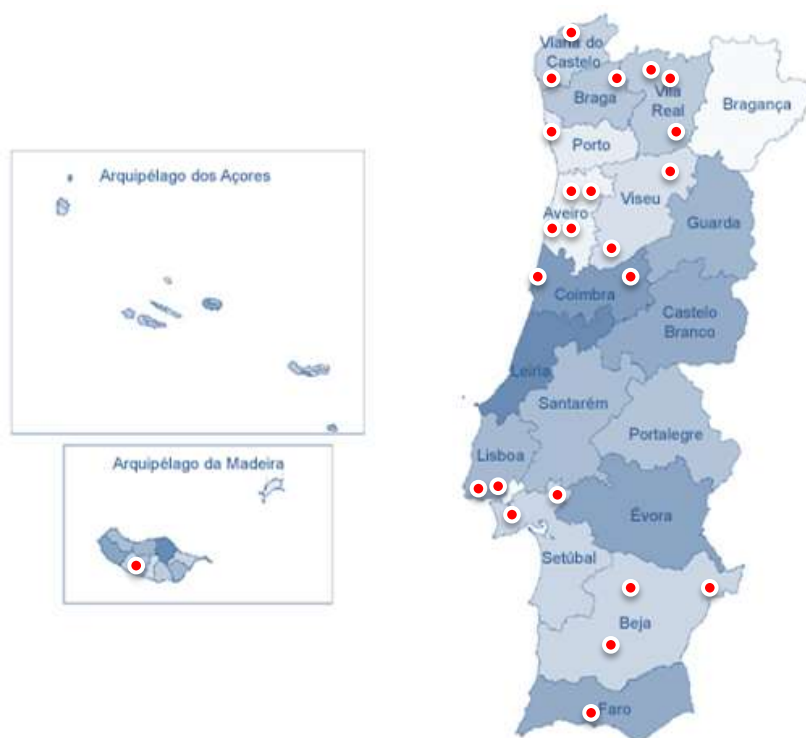 Viana do
Castelo
Braga
Vila
Real
Bragança
Porto
Arquipélago dos Açores
Aveiro
Viseu
Guarda
Coimbra
Castelo
Branco
Leiria
Santarém
Portalegre
Lisboa
Arquipélago da Madeira
Évora
Setúbal
Beja
Faro